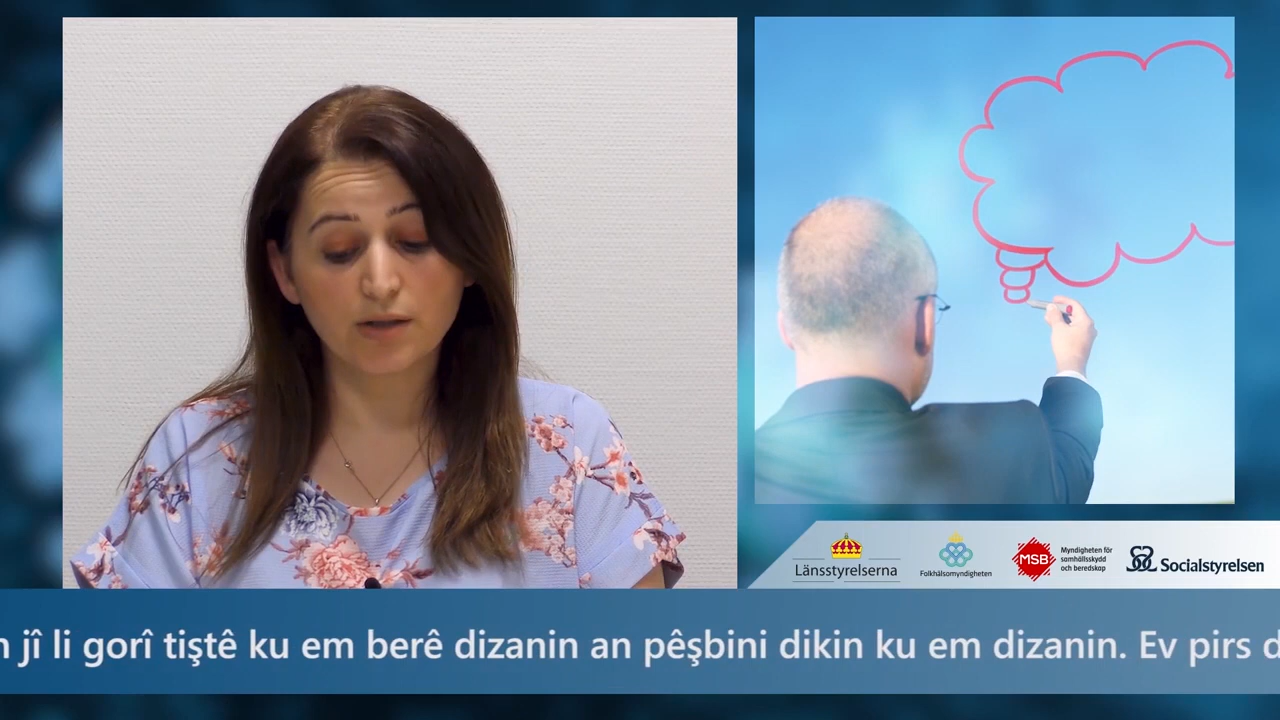 Länsstyrelserna
Folkhälsomyndigheten
MSB
Myndigheten för
samhällsskydd
och beredskap
Socialstyrelsen
jî li gorî tiştê ku em berê dizanin an pêşbini dikin ku em dizanin. Ev pirs